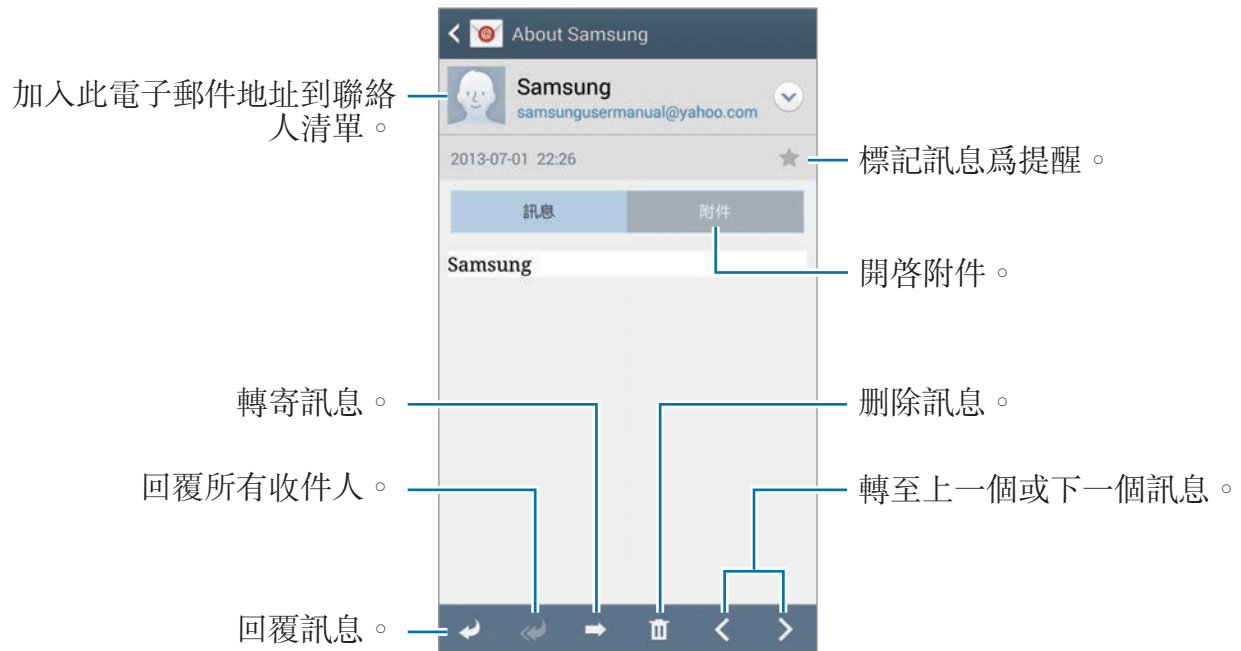 About Samsung
加入此電子郵件地址到聯絡
人清單。
Samsung
samsungusermanual@yahoo.com
2013-07-01 22:26
標記訊息爲提醒。
訊息
附件
開啓附件。
Samsung
轉寄訊息。
刪除訊息。
回覆所有收件人。
轉至上一個或下一個訊息。
回覆訊息。